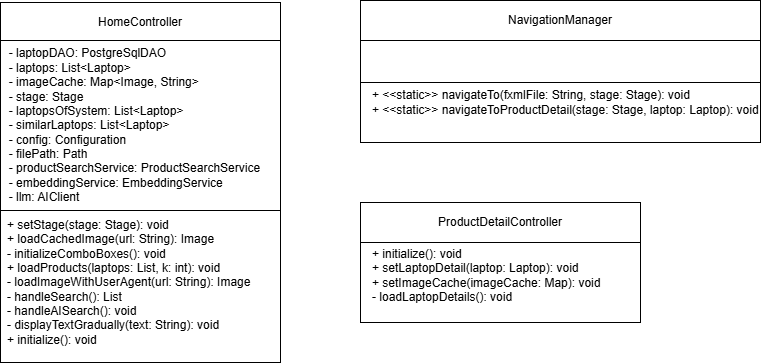 HomeController
- laptopDAO: PostgreSqlDAO
- laptops: List<Laptop>
- imageCache: Map<Image, String>
- stage: Stage
- laptopsOfSystem: List<Laptop>
- similarLaptops: List<Laptop>
- config: Configuration
- filePath: Path
- productSearchService: ProductSearchService
- embeddingService: EmbeddingService
- llm: AIClient
+ setStage(stage: Stage): void
+ loadCachedImage(url: String): Image
- initializeComboBoxes(): void
+ loadProducts(laptops: List, k: int): void
- loadImageWithUserAgent(url: String): Image
- handleSearch(): List
- handleAISearch(): void
- displayTextGradually(text: String): void
+ initialize(): void
NavigationManager
+ <<static>> navigateTo(fxmlFile: String, stage: Stage): void
+ <<static>> navigateToProductDetail(stage: Stage, laptop: Laptop): void
ProductDetailController
+ initialize(): void
+ setLaptopDetail(laptop: Laptop): void
+ setImageCache(imageCache: Map): void
- loadLaptopDetails(): void